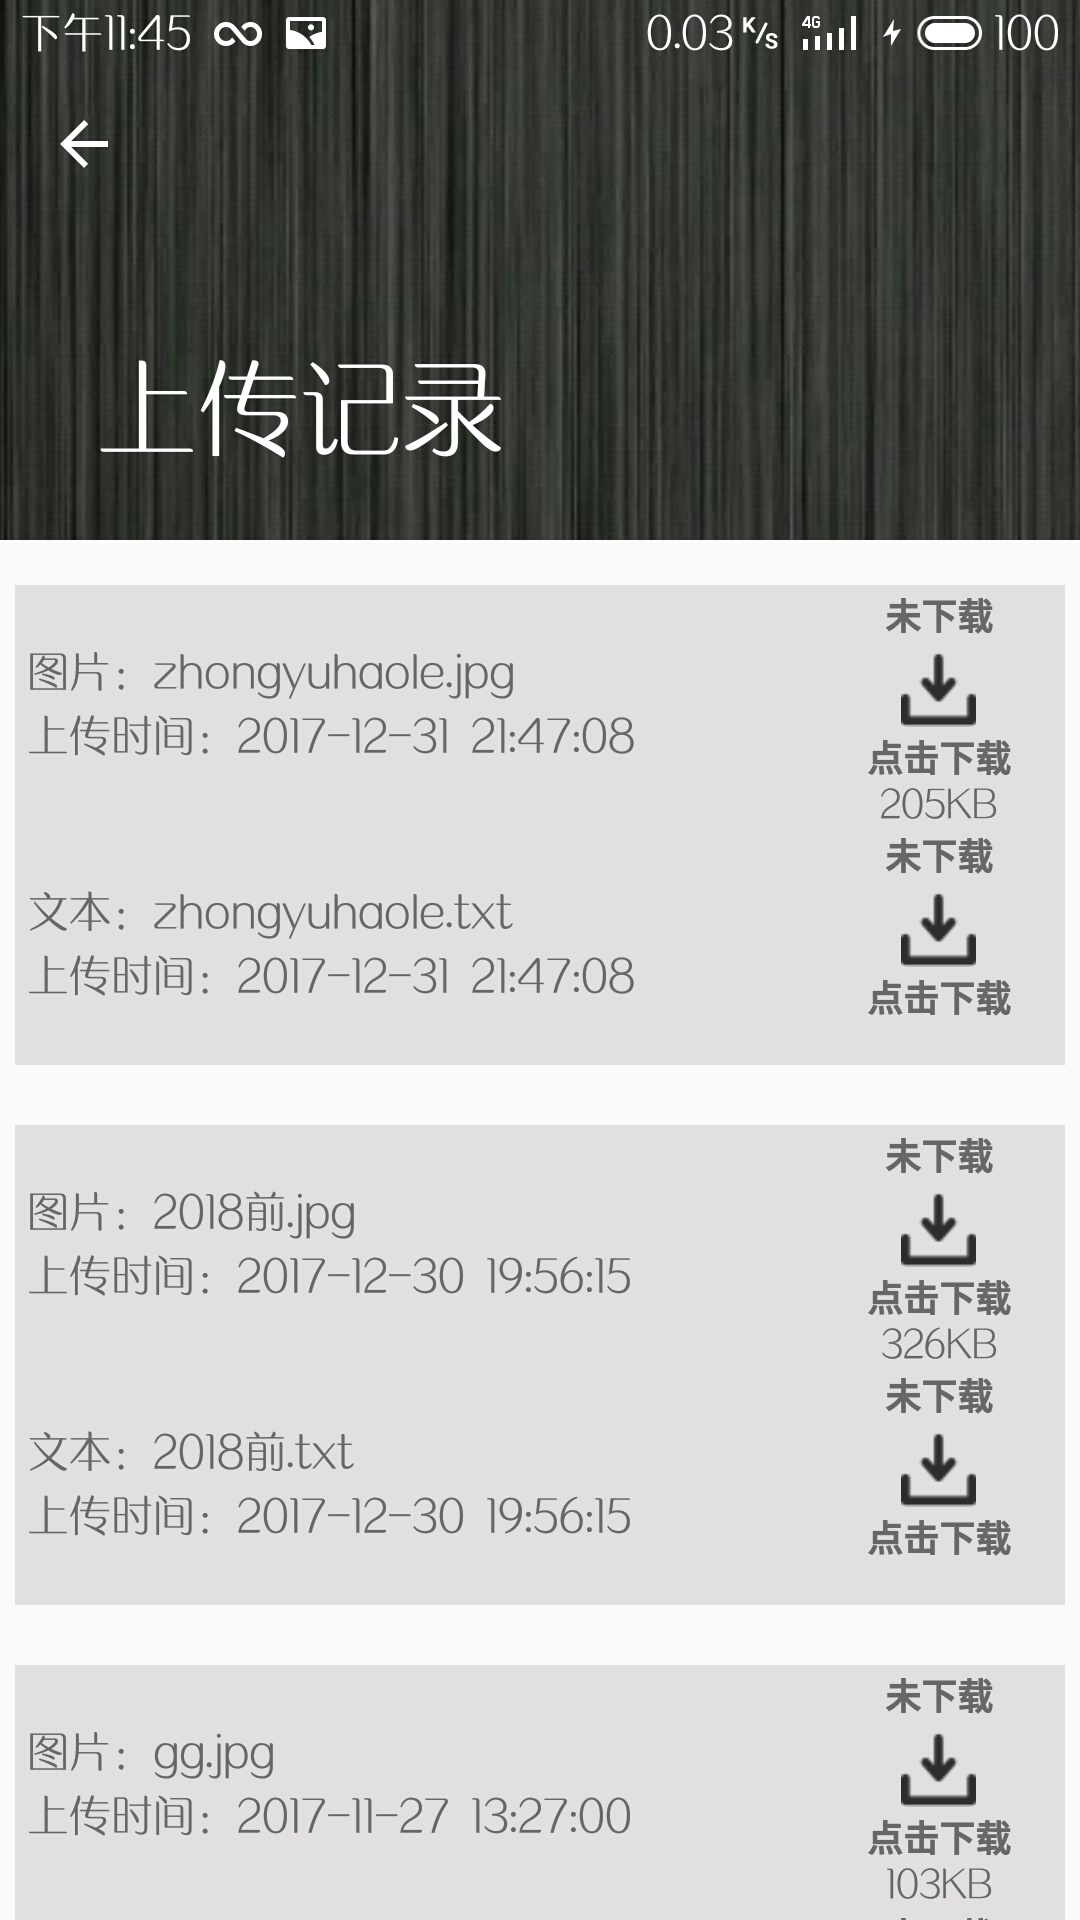 下午11:45 0.03 K/s 4G 100
上传记录
未下载
图片：zhongyuhaole.jpg
上传时间：2017-12-31 21:47:08
点击下载
205KB
未下载
文本：zhongyuhaole.txt
上传时间：2017-12-31 21:47:08
点击下载
未下载
图片：2018前.jpg
上传时间：2017-12-30 19:56:15
点击下载
326KB
未下载
文本：2018前.txt
上传时间：2017-12-30 19:56:15
点击下载
未下载
图片：gg.jpg
上传时间：2017-11-27 13:27:00
点击下载
103KB